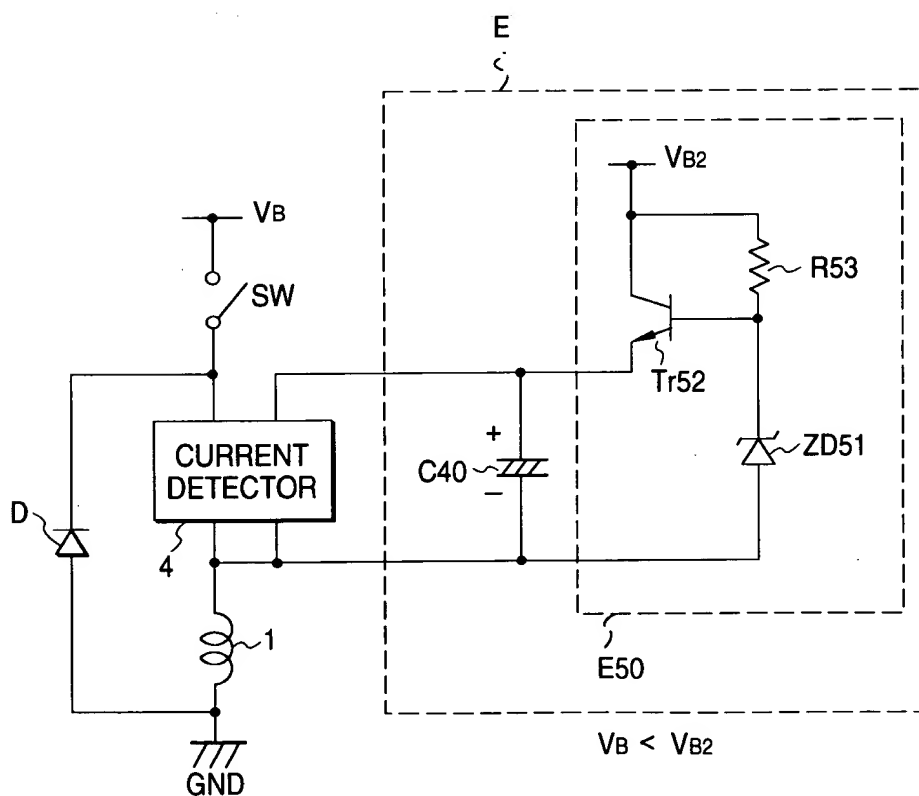 E
VB2
VB
R53
SW
Tr52
+
C40
−
ZD51
CURRENT
DETECTOR
D
4
1
E50
VB < VB2
GND